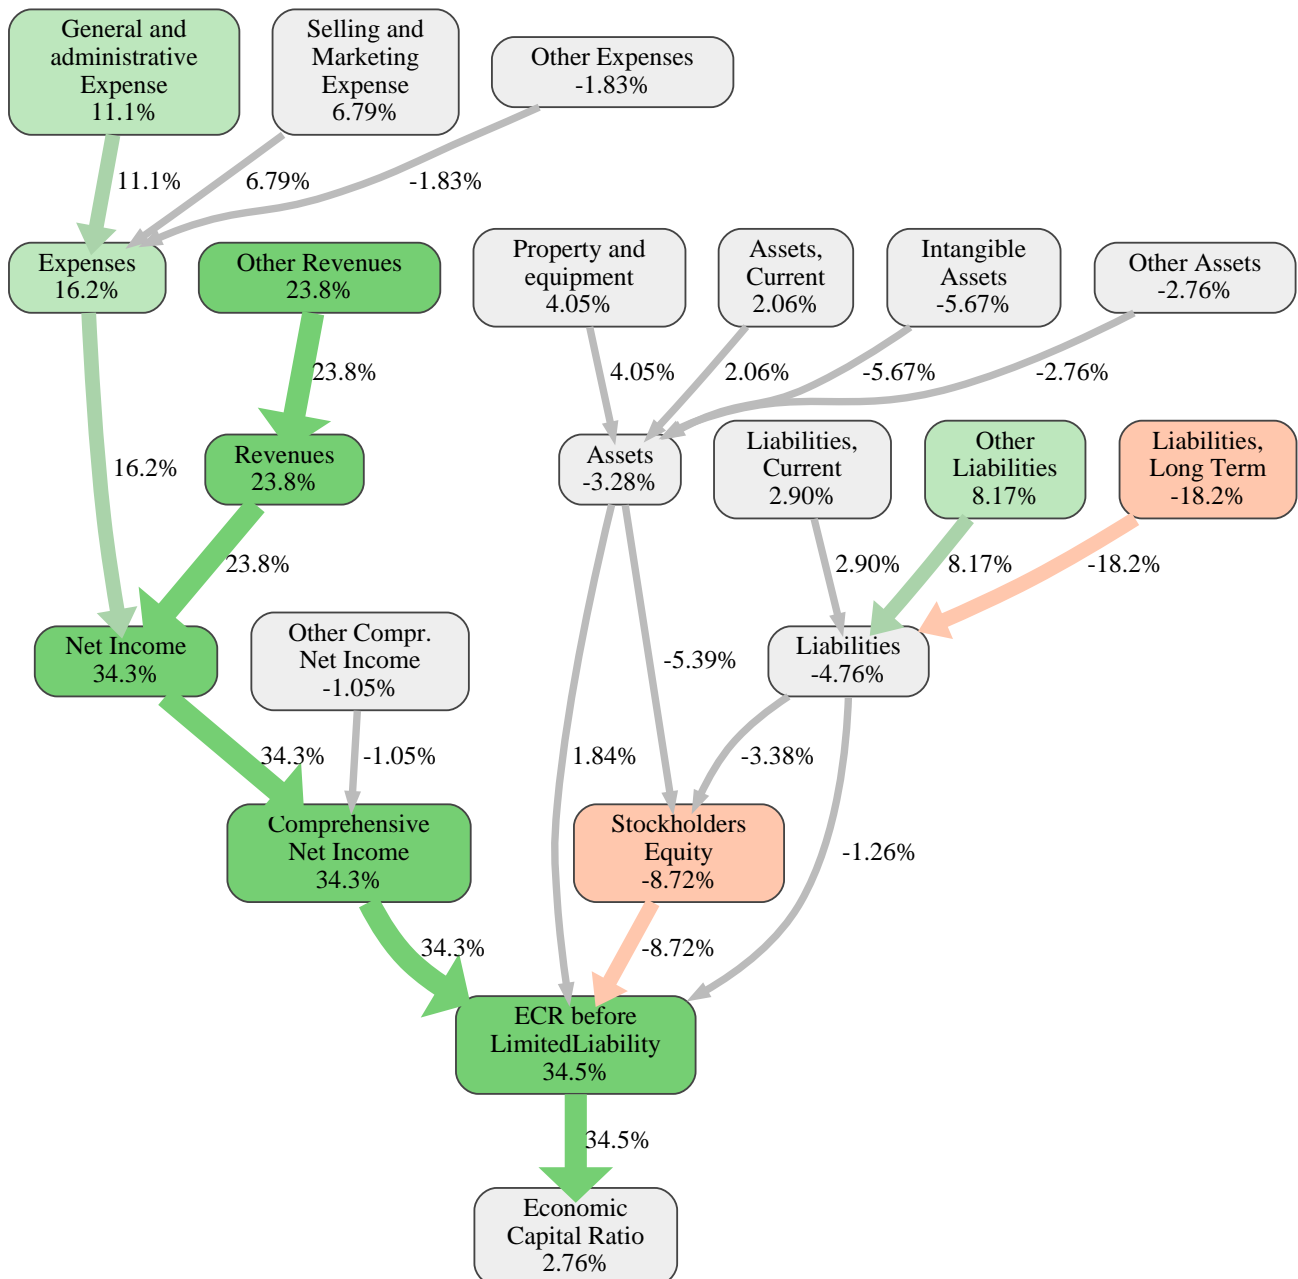 General and
administrative
Expense
11.1%
Selling and
Marketing
Expense
6.79%
Other Expenses
-1.83%
11.1%
6.79%
-1.83%
Expenses
16.2%
Other Revenues
23.8%
Property and
equipment
4.05%
Assets,
Current
2.06%
Intangible
Assets
-5.67%
Other Assets
-2.76%
23.8%
4.05%
2.06%
-5.67%
-2.76%
16.2%
Revenues
23.8%
Assets
-3.28%
Liabilities,
Current
2.90%
Other
Liabilities
8.17%
Liabilities,
Long Term
-18.2%
23.8%
2.90%
8.17%
-18.2%
Net Income
34.3%
Other Compr.
Net Income
-1.05%
-5.39%
Liabilities
-4.76%
34.3%
-1.05%
1.84%
-3.38%
Comprehensive
Net Income
34.3%
Stockholders
Equity
-8.72%
-1.26%
34.3%
-8.72%
ECR before
LimitedLiability
34.5%
34.5%
Economic
Capital Ratio
2.76%